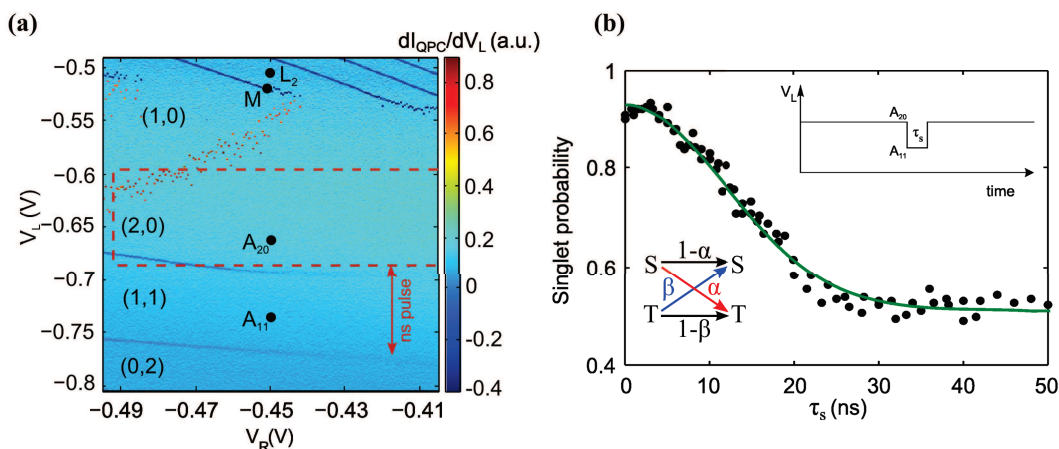 (a)
dI_QPC/dV_L (a.u.)
−0.5
−0.55
−0.6
−0.65
−0.7
−0.75
−0.8
V_L(V)
−0.49
−0.47
−0.45
−0.43
−0.41
V_R(V)
L_2
M
(1,0)
(2,0)
A_20
(1,1)
A_11
(0,2)
ns pulse
0.8
0.6
0.4
0.2
0
-0.2
-0.4
(b)
1
0.8
0.6
0.4
Singlet probability
0
10
20
30
40
50
τ_s (ns)
V_L
A_20
τ_s
A_11
time
1-α
S
S
β
α
T
T
1-β